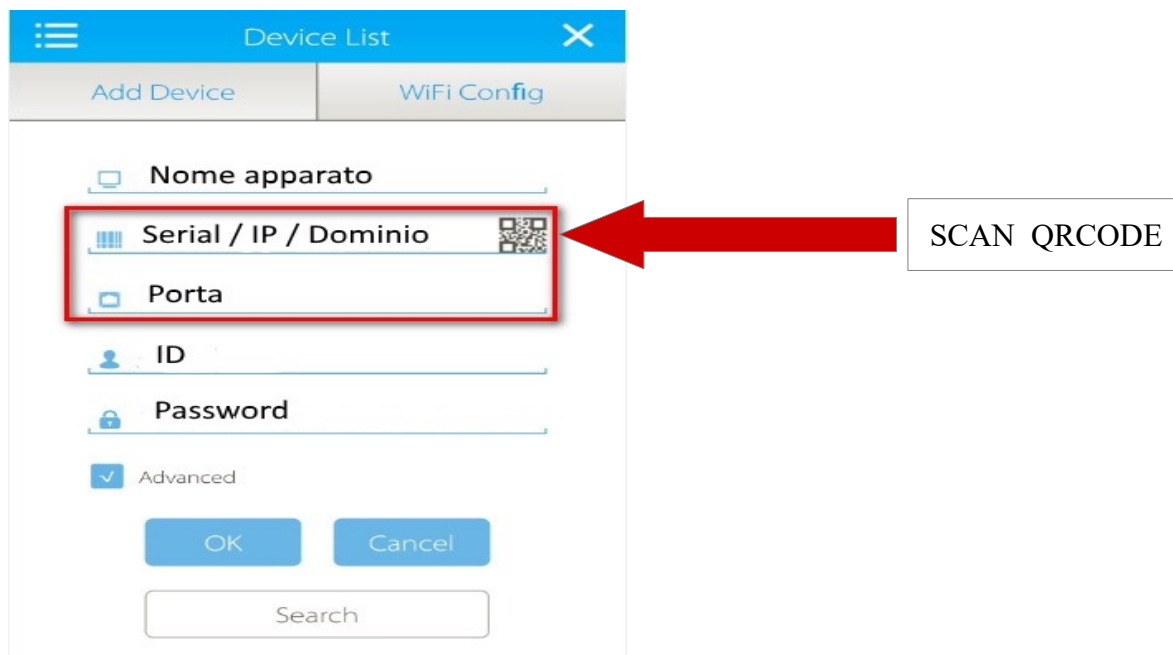 Device List
Add Device
WiFi Config
Nome apparato
Serial / IP / Dominio
SCAN QRCODE
Porta
ID
Password
Advanced
OK
Cancel
Search